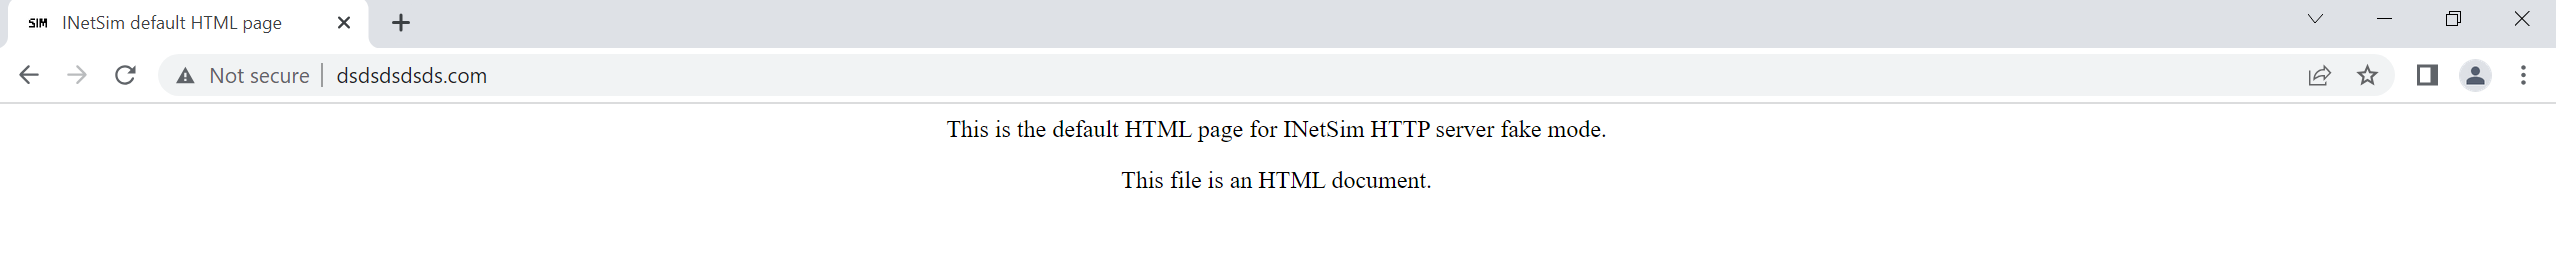 SIM INetSim default HTML page
Not secure dsdsdsdsds.com
This is the default HTML page for INetSim HTTP server fake mode.
This file is an HTML document.